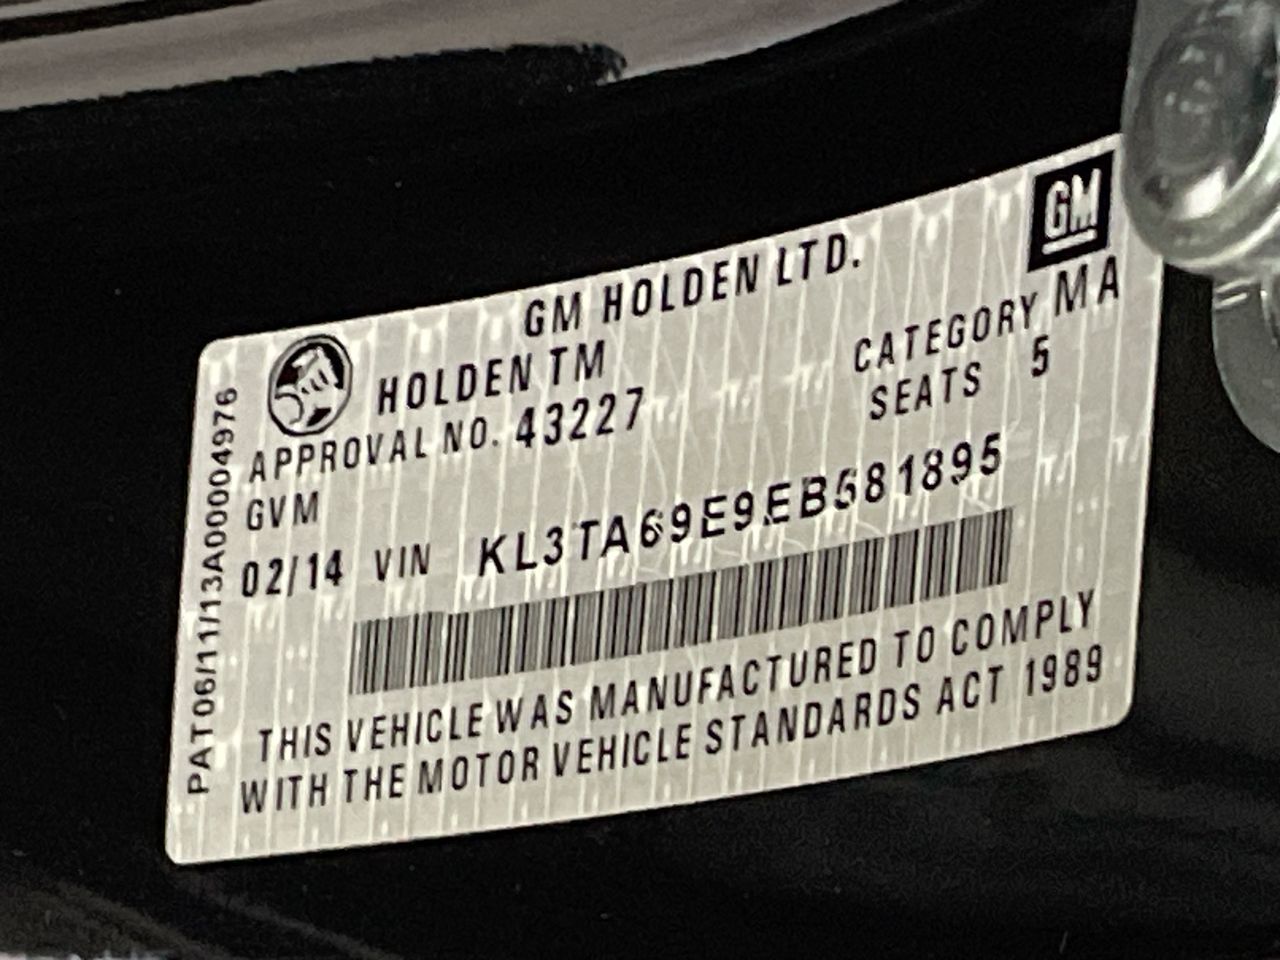 GM
GM HOLDEN LTD.
HOLDEN TM
CATEGORY MA
APPROVAL NO. 43227
SEATS 5
GVM
02/14 VIN KL3TA69E9EB581895
THIS VEHICLE WAS MANUFACTURED TO COMPLY
WITH THE MOTOR VEHICLE STANDARDS ACT 1989
PAT06/11/13A00004976